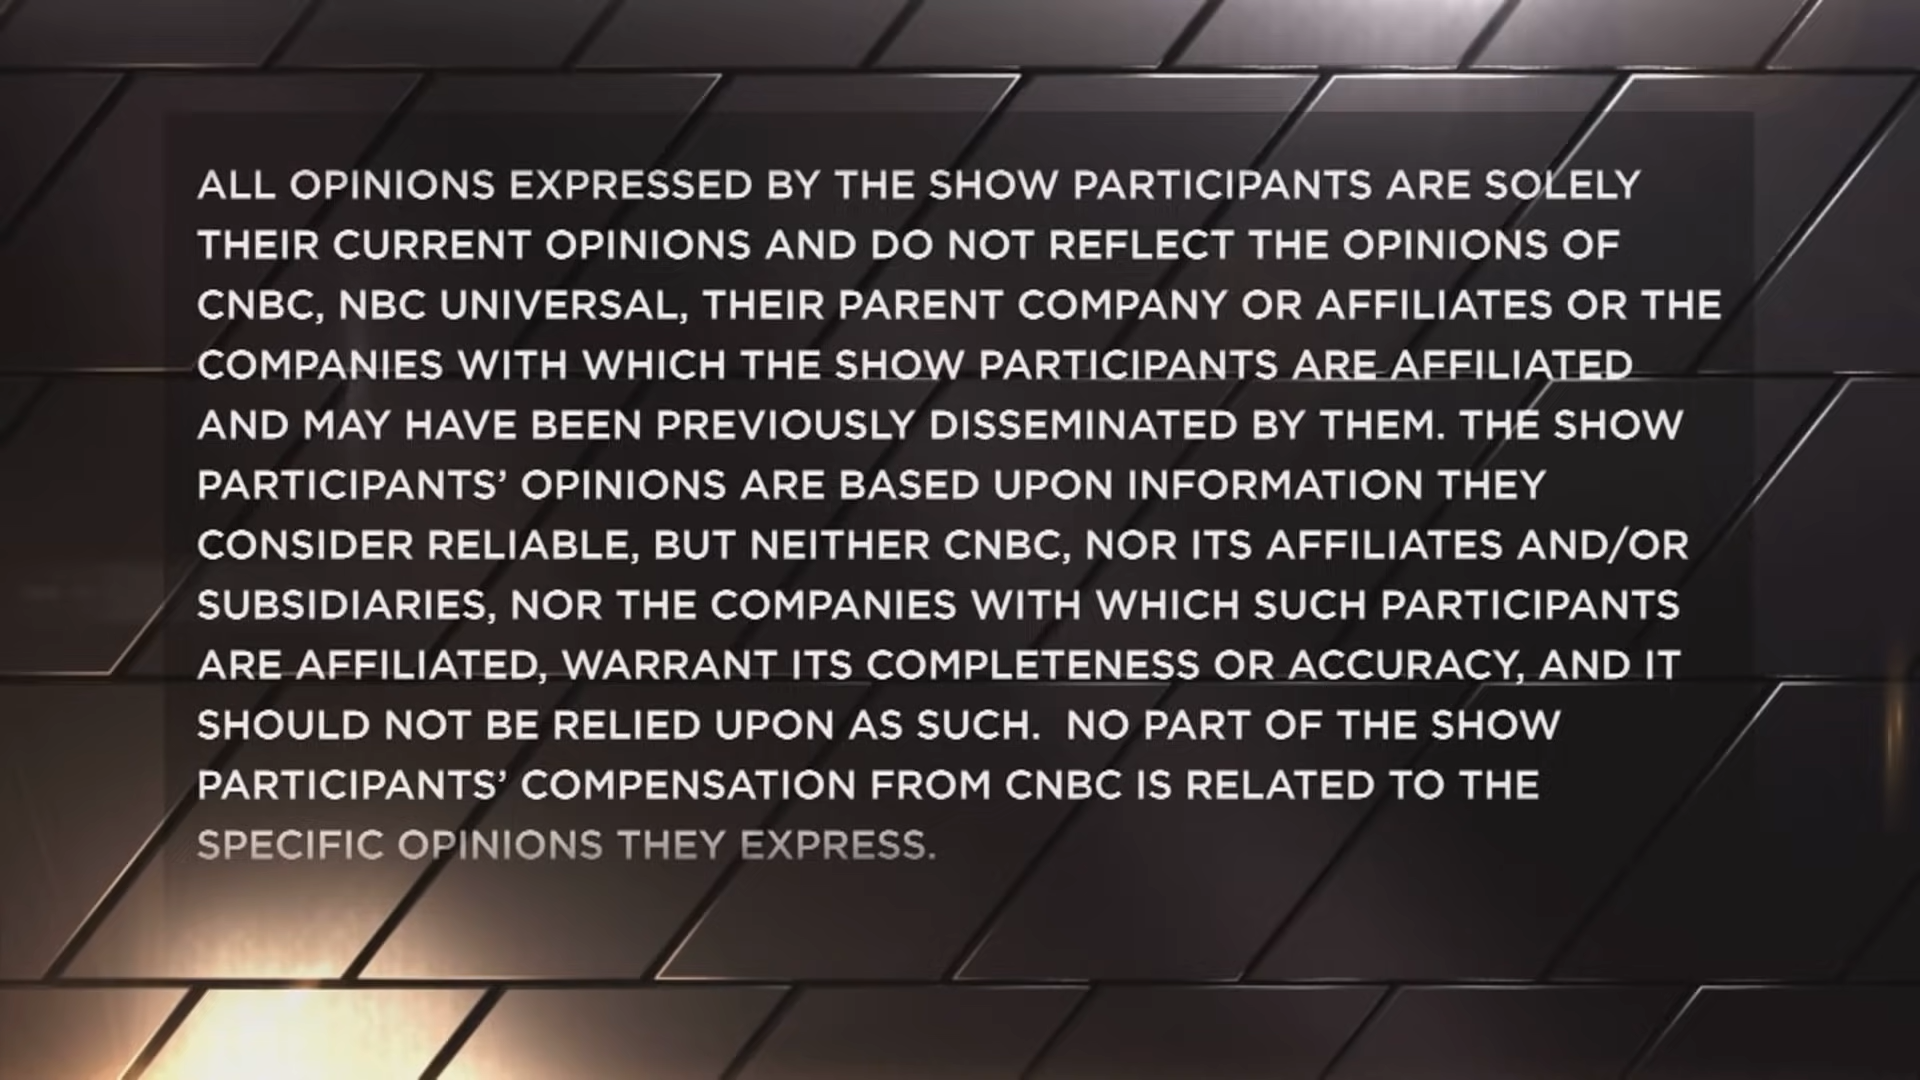 ALL OPINIONS EXPRESSED BY THE SHOW PARTICIPANTS ARE SOLELY
THEIR CURRENT OPINIONS AND DO NOT REFLECT THE OPINIONS OF
CNBC, NBC UNIVERSAL, THEIR PARENT COMPANY OR AFFILIATES OR THE
COMPANIES WITH WHICH THE SHOW PARTICIPANTS ARE AFFILIATED
AND MAY HAVE BEEN PREVIOUSLY DISSEMINATED BY THEM. THE SHOW
PARTICIPANTS’ OPINIONS ARE BASED UPON INFORMATION THEY
CONSIDER RELIABLE, BUT NEITHER CNBC, NOR ITS AFFILIATES AND/OR
SUBSIDIARIES, NOR THE COMPANIES WITH WHICH SUCH PARTICIPANTS
ARE AFFILIATED, WARRANT ITS COMPLETENESS OR ACCURACY, AND IT
SHOULD NOT BE RELIED UPON AS SUCH.  NO PART OF THE SHOW
PARTICIPANTS’ COMPENSATION FROM CNBC IS RELATED TO THE
SPECIFIC OPINIONS THEY EXPRESS.